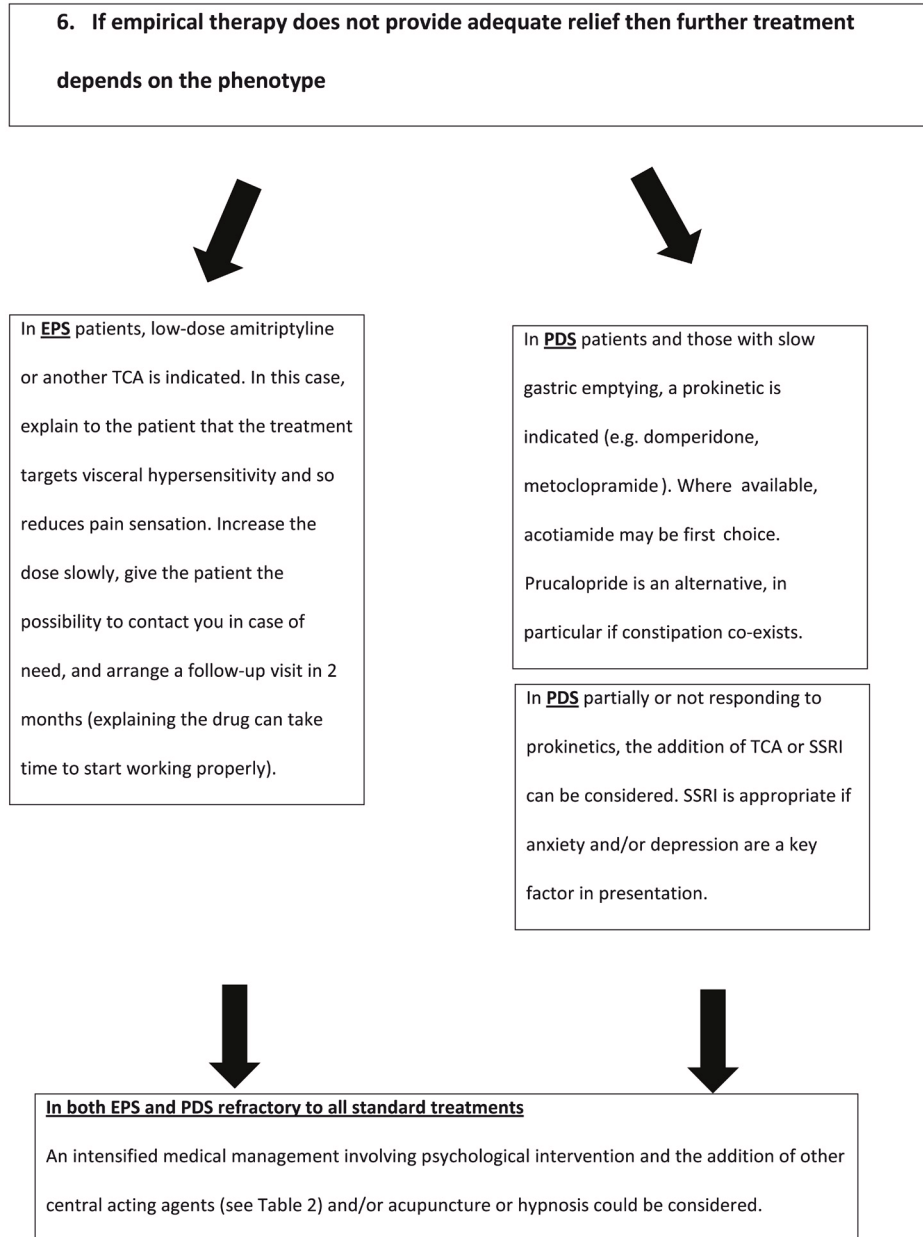 6. If empirical therapy does not provide adequate relief then further treatment
depends on the phenotype
In EPS patients, low-dose amitriptyline
or another TCA is indicated. In this case,
explain to the patient that the treatment
targets visceral hypersensitivity and so
reduces pain sensation. Increase the
dose slowly, give the patient the
possibility to contact you in case of
need, and arrange a follow-up visit in 2
months (explaining the drug can take
time to start working properly).
In PDS patients and those with slow
gastric emptying, a prokinetic is
indicated (e.g. domperidone,
metoclopramide). Where available,
acotiamide may be first choice.
Prucalopride is an alternative, in
particular if constipation co-exists.
In PDS partially or not responding to
prokinetics, the addition of TCA or SSRI
can be considered. SSRI is appropriate if
anxiety and/or depression are a key
factor in presentation.
In both EPS and PDS refractory to all standard treatments
An intensified medical management involving psychological intervention and the addition of other
central acting agents (see Table 2) and/or acupuncture or hypnosis could be considered.